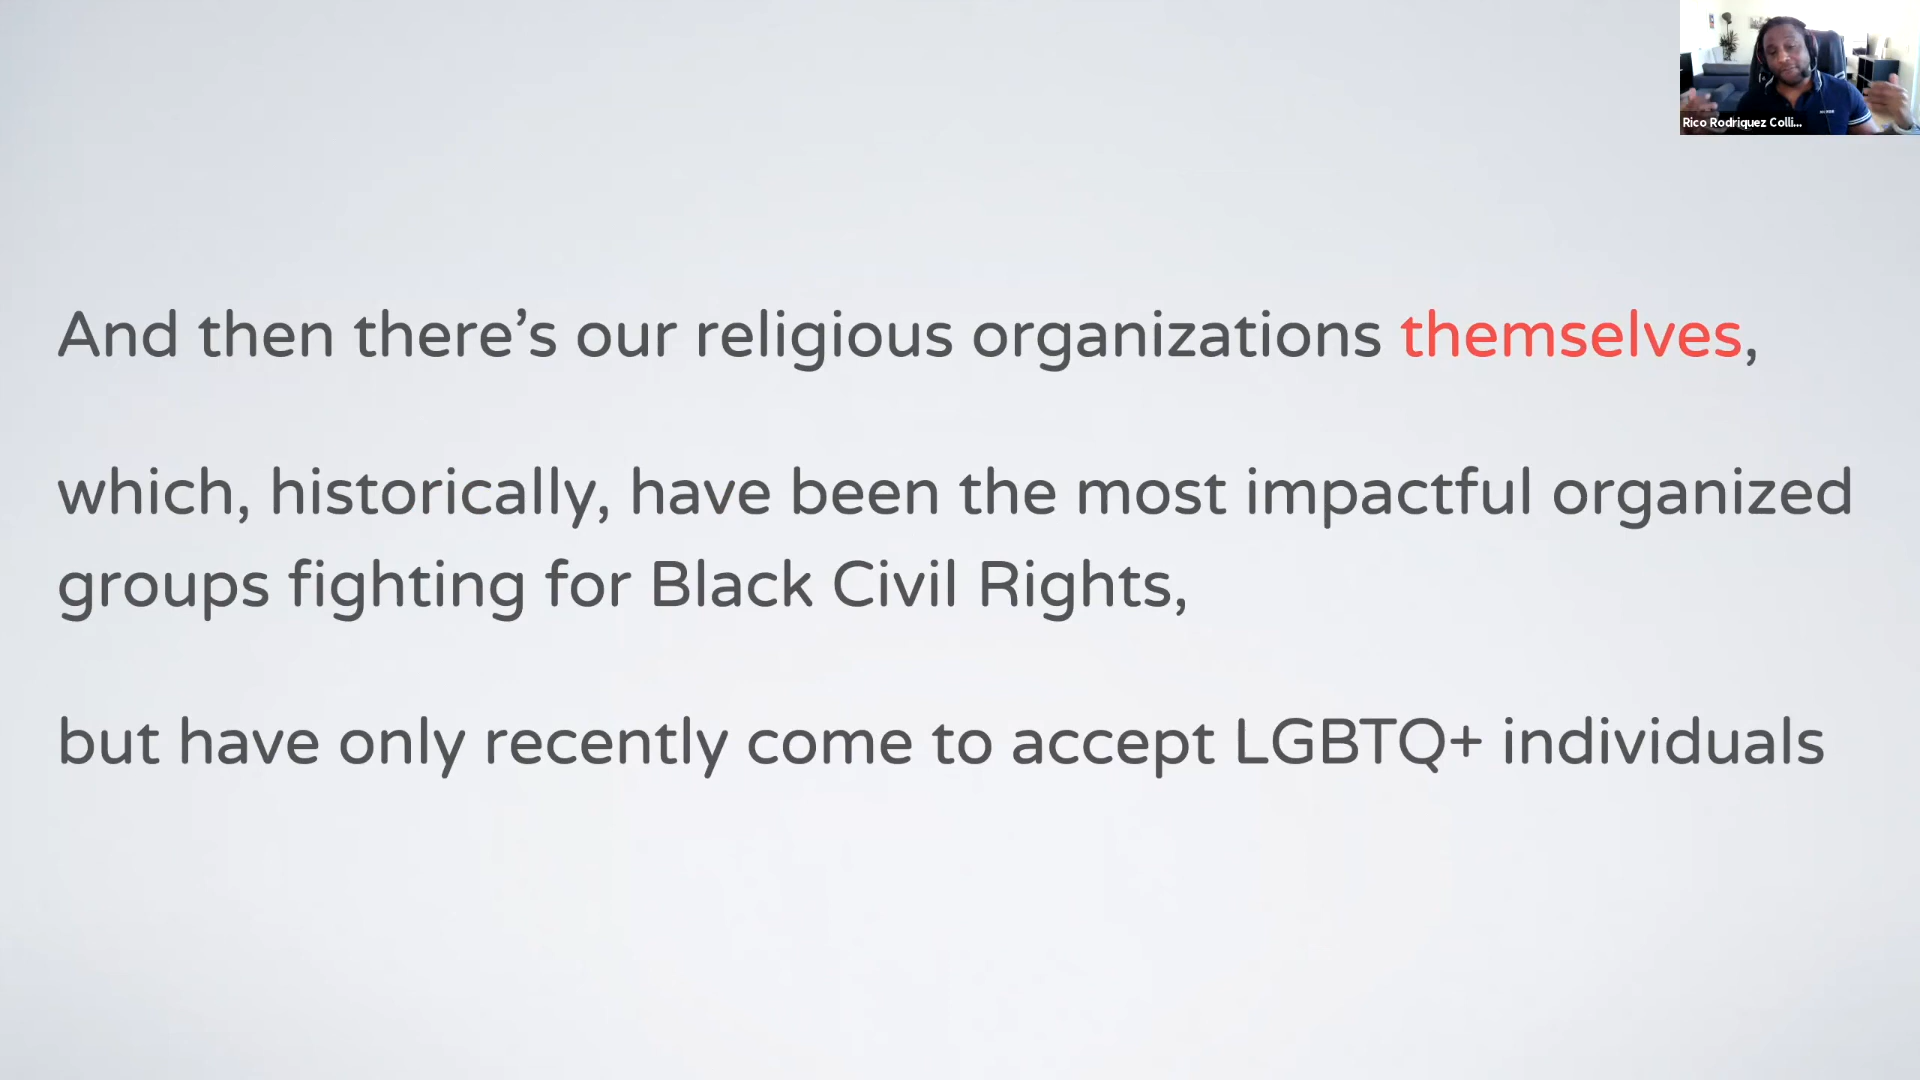 Rico Rodriquez Colli...
And then there’s our religious organizations themselves,
which, historically, have been the most impactful organized
groups fighting for Black Civil Rights,
but have only recently come to accept LGBTQ+ individuals